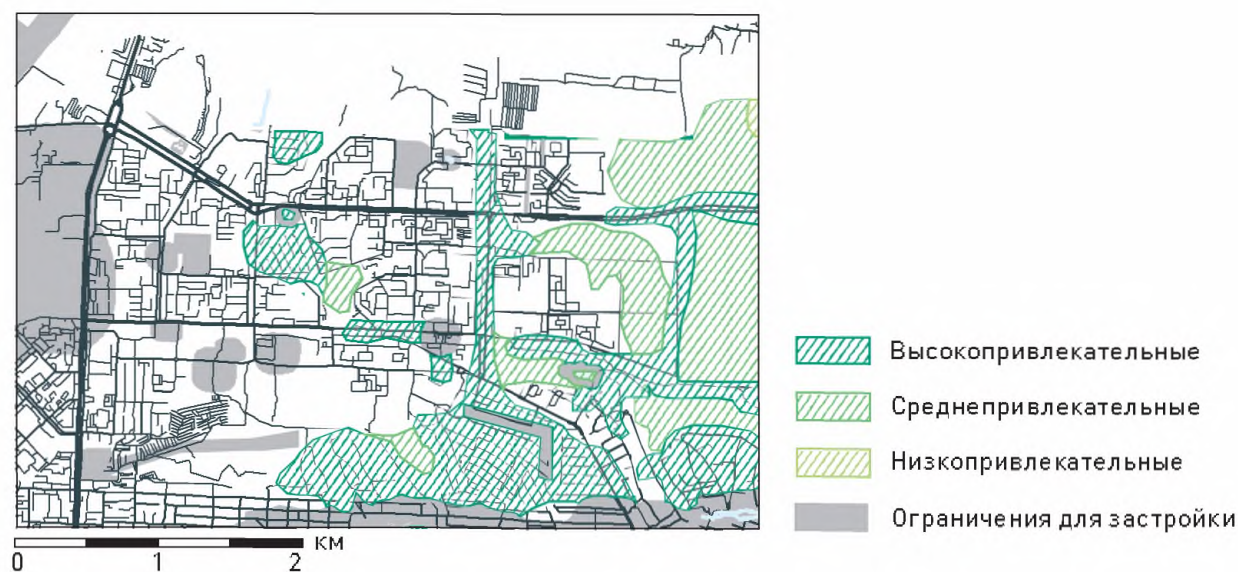 Высокопривлекательные
Среднепривлекательные
Низкопривлекательные
Ограничения для застройки
км
0 1 2